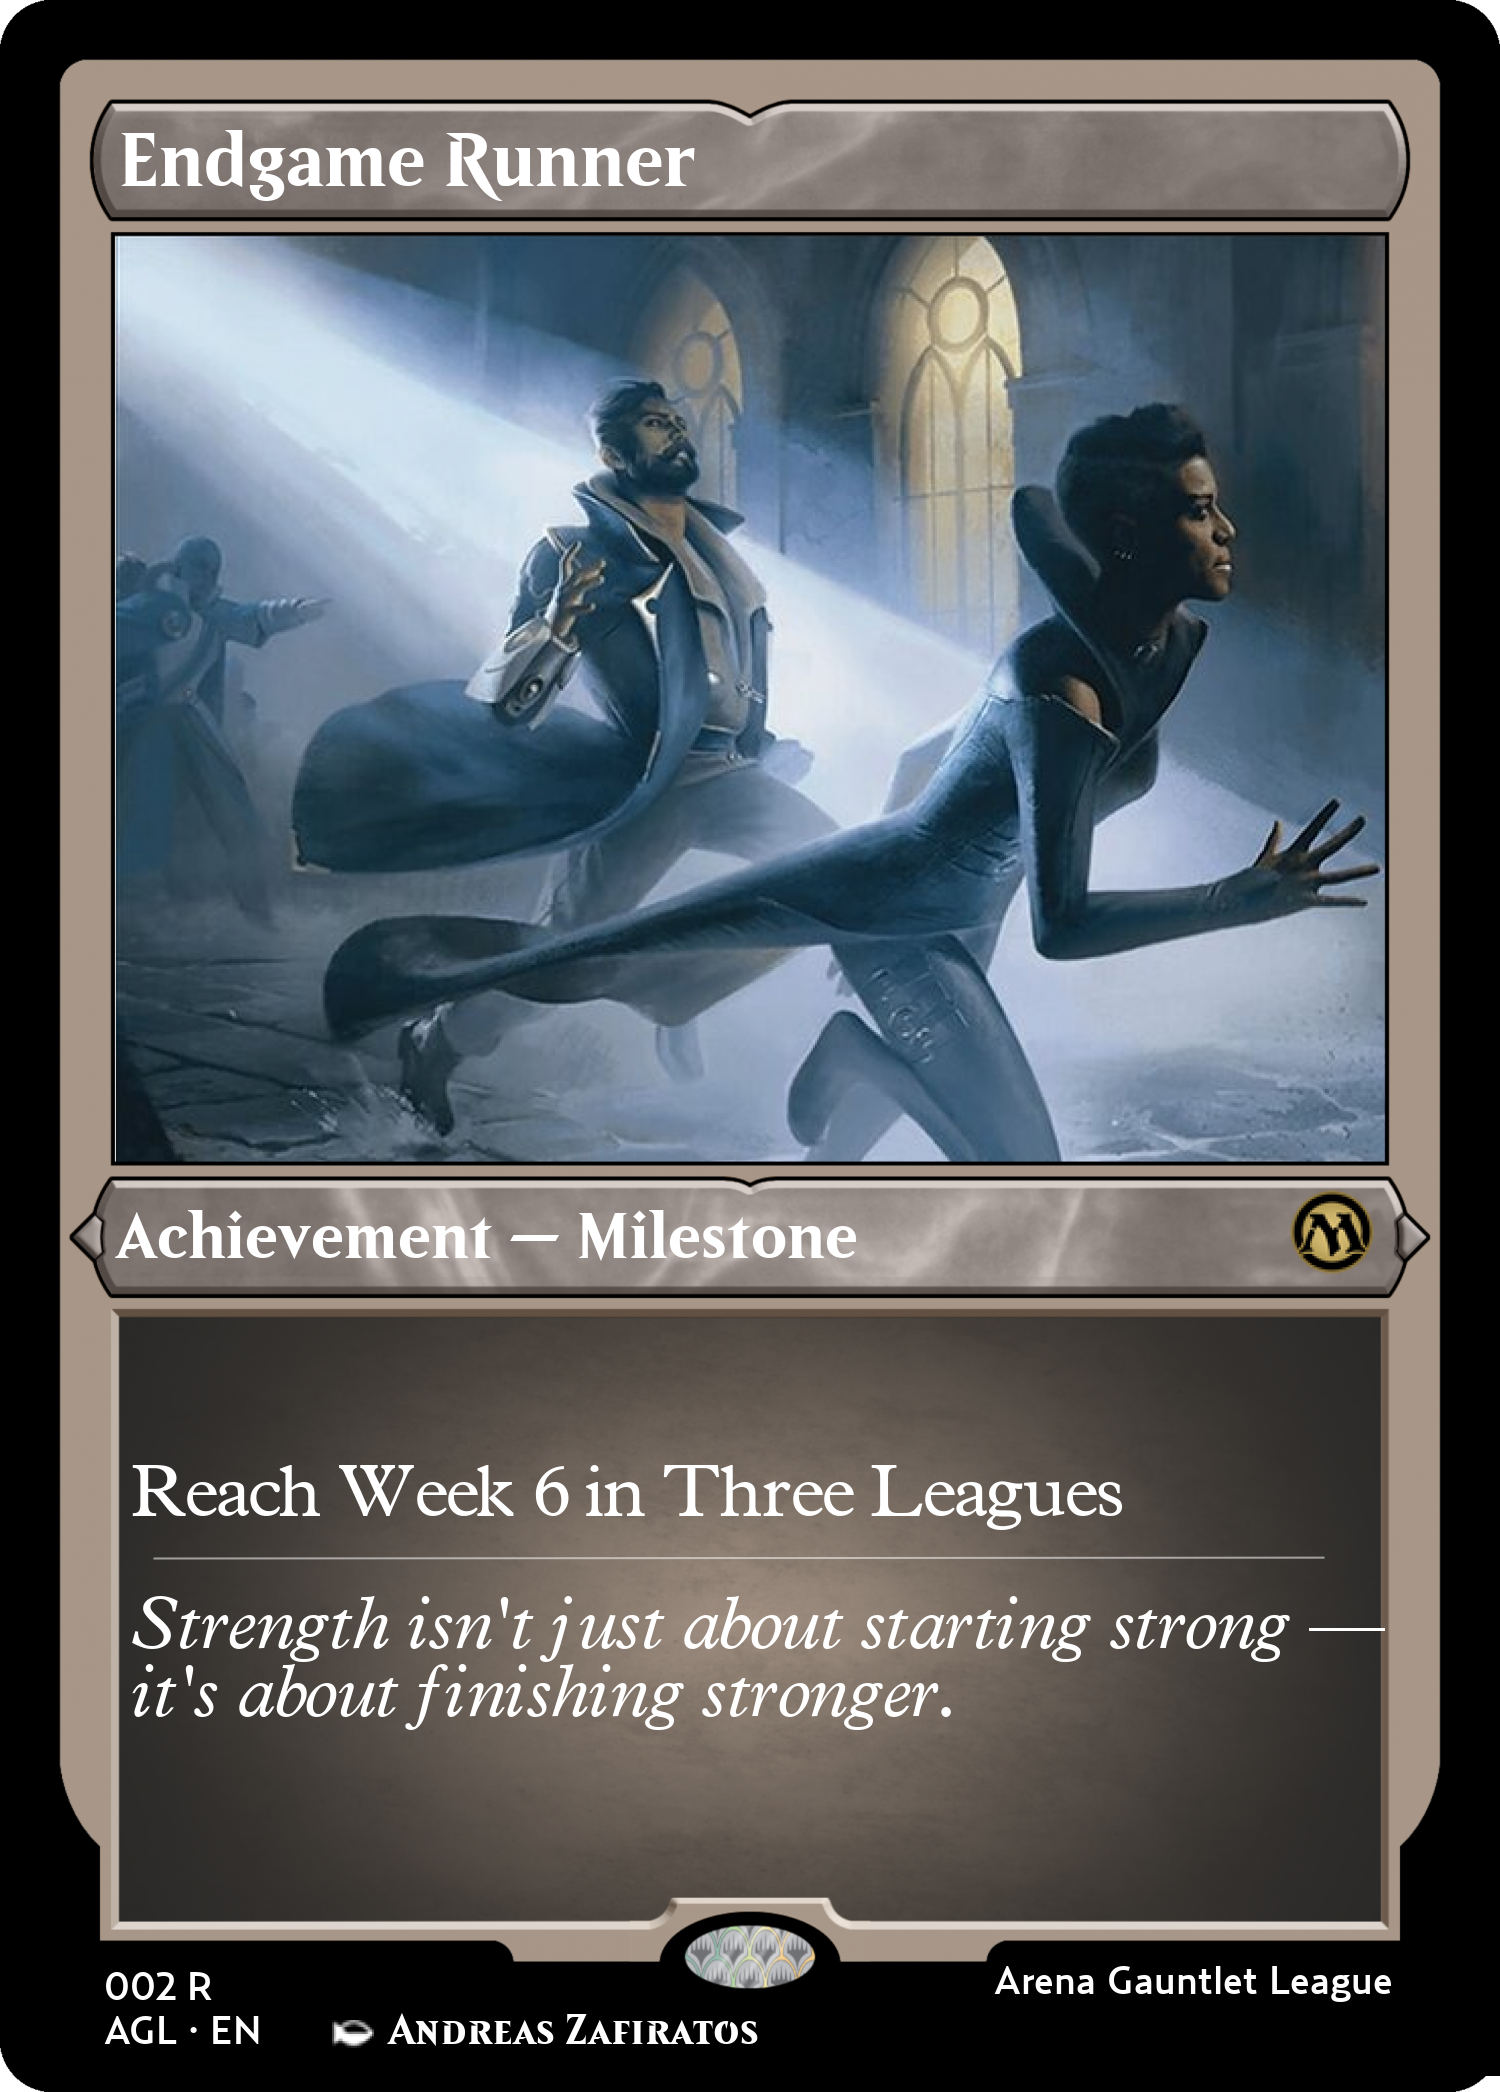 Endgame Runner
Achievement — Milestone
M
Reach Week 6 in Three Leagues
Strength isn't just about starting strong —
it's about finishing stronger.
002 R
Arena Gauntlet League
AGL · EN
Andreas Zafiratos